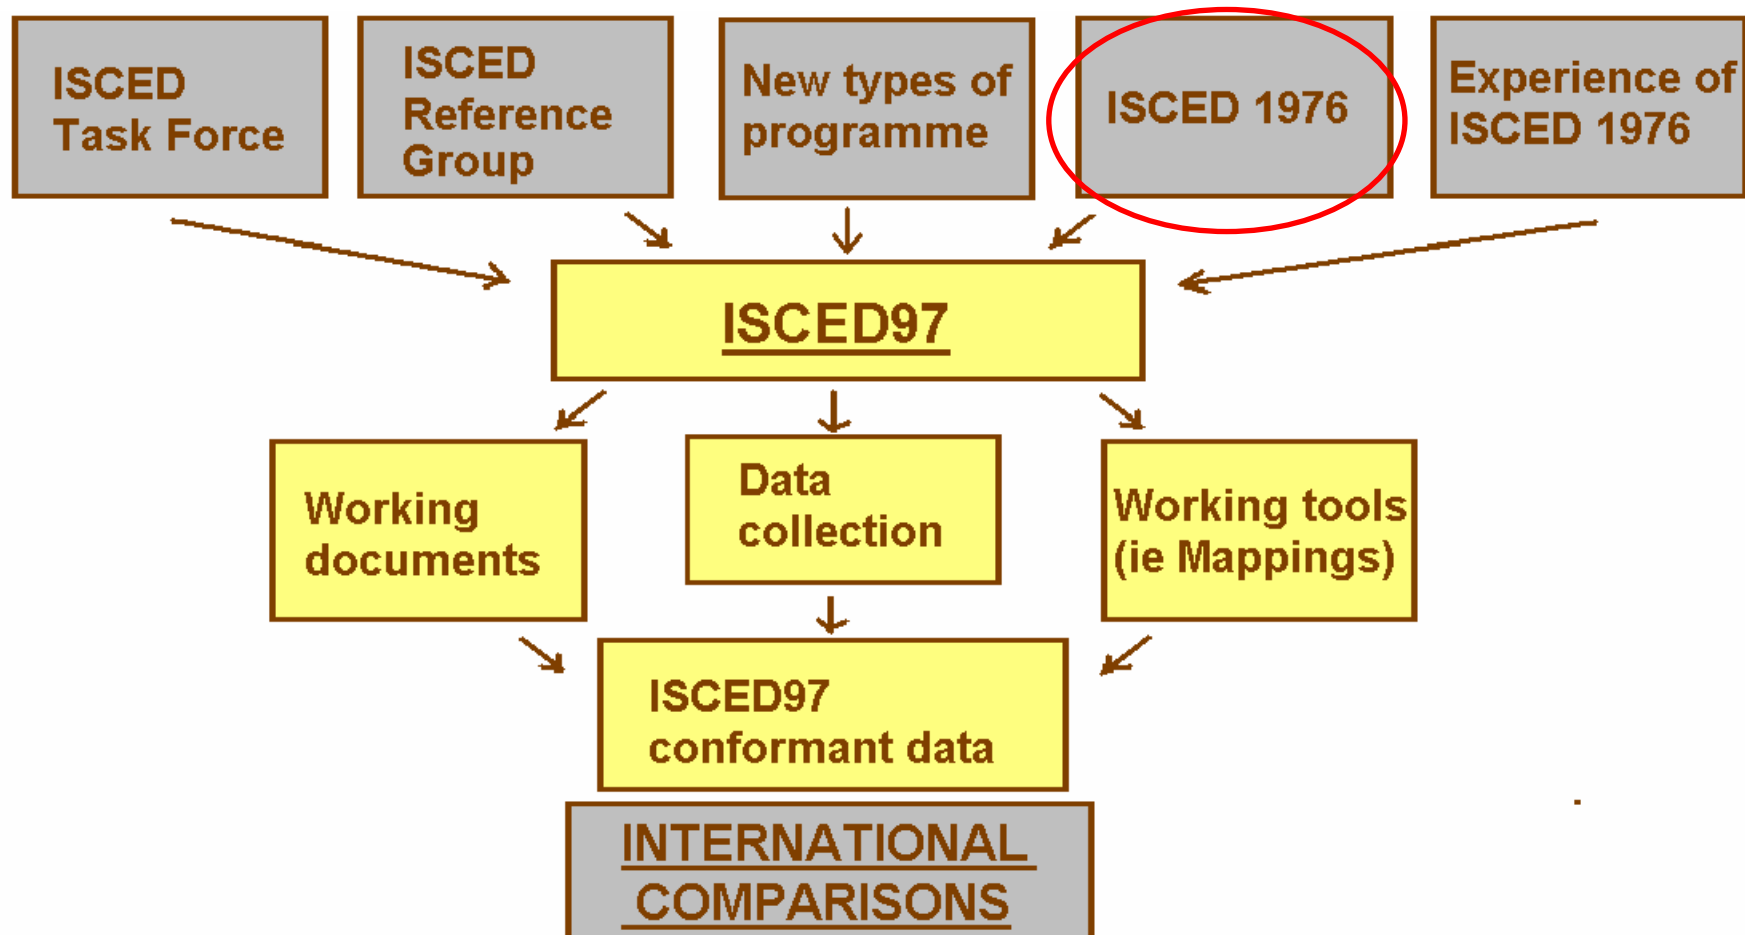 ISCED
Task Force
ISCED
Reference
Group
New types of
programme
ISCED 1976
Experience of
ISCED 1976
ISCED97
Working
documents
Data
collection
Working tools
(ie Mappings)
ISCED97
conformant data
INTERNATIONAL
COMPARISONS